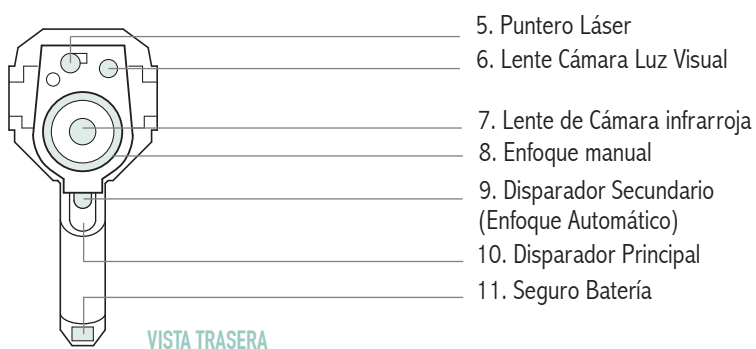 5. Puntero Láser
6. Lente Cámara Luz Visual
7. Lente de Cámara infrarroja
8. Enfoque manual
9. Disparador Secundario
(Enfoque Automático)
10. Disparador Principal
11. Seguro Batería
VISTA TRASERA